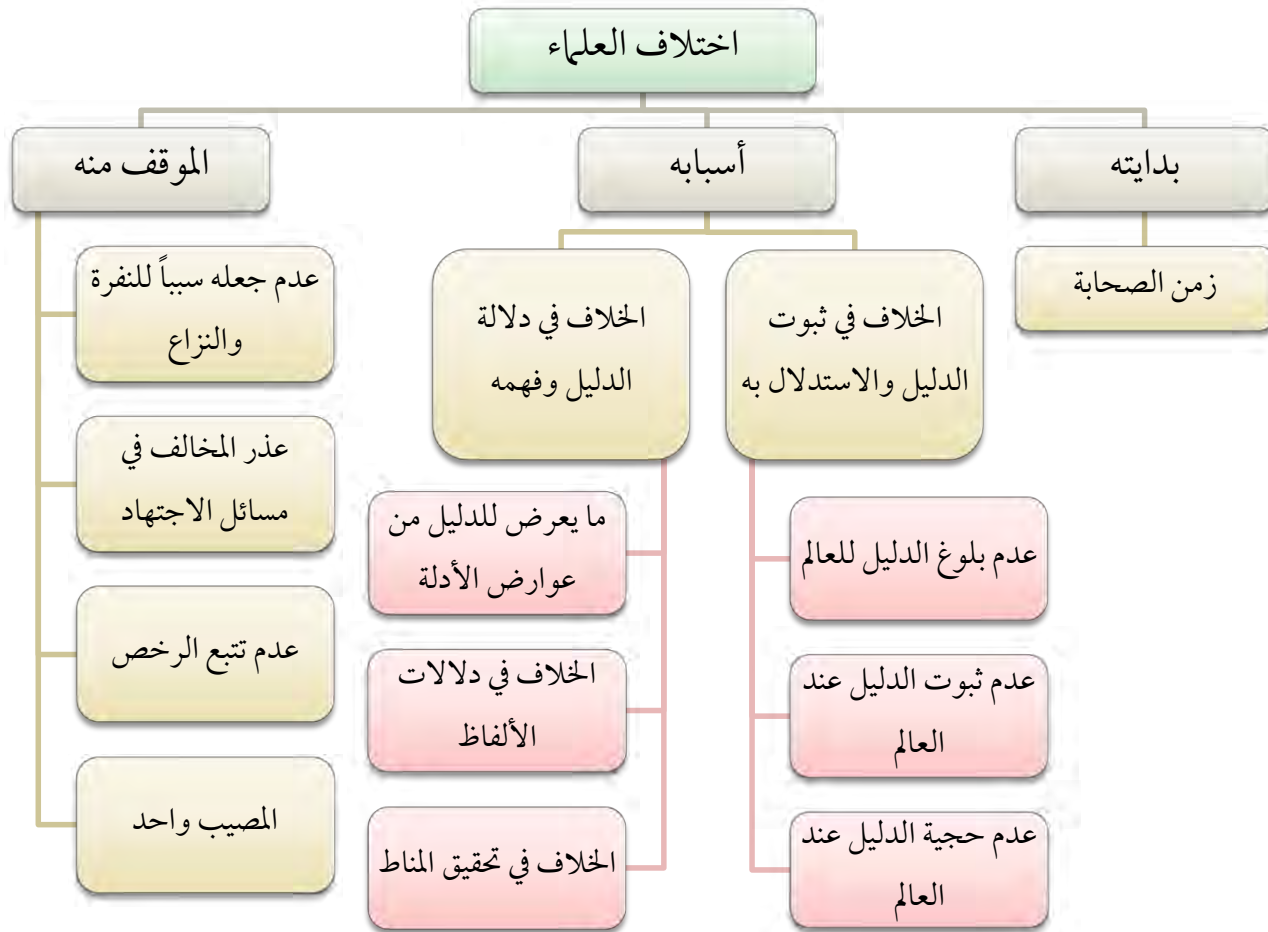 اختلاف العلماء
بدايته
زمن الصحابة
أسبابه
الخلاف في ثبوت
الدليل والاستدلال به
عدم بلوغ الدليل للعالم
عدم ثبوت الدليل عند
العالم
عدم حجية الدليل عند
العالم
الخلاف في دلالة
الدليل وفهمه
ما يعرض للدليل من
عوارض الأدلة
الخلاف في دلالات
الألفاظ
الخلاف في تحقيق المناط
الموقف منه
عدم جعله سبباً للنفرة
والنزاع
عذر المخالف في
مسائل الاجتهاد
عدم تتبع الرخص
المصيب واحد